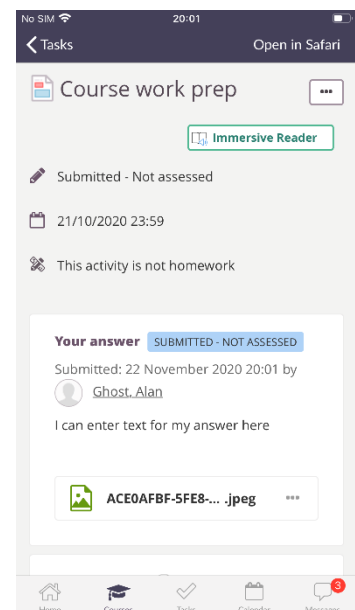 No SIM 20:01
Tasks Open in Safari
Course work prep
Immersive Reader
Submitted - Not assessed
21/10/2020 23:59
This activity is not homework
Your answer SUBMITTED - NOT ASSESSED
Submitted: 22 November 2020 20:01 by
Ghost, Alan
I can enter text for my answer here
ACE0AFBF-5FE8-... .jpeg
3
Home Courses Tasks Calendar Messages